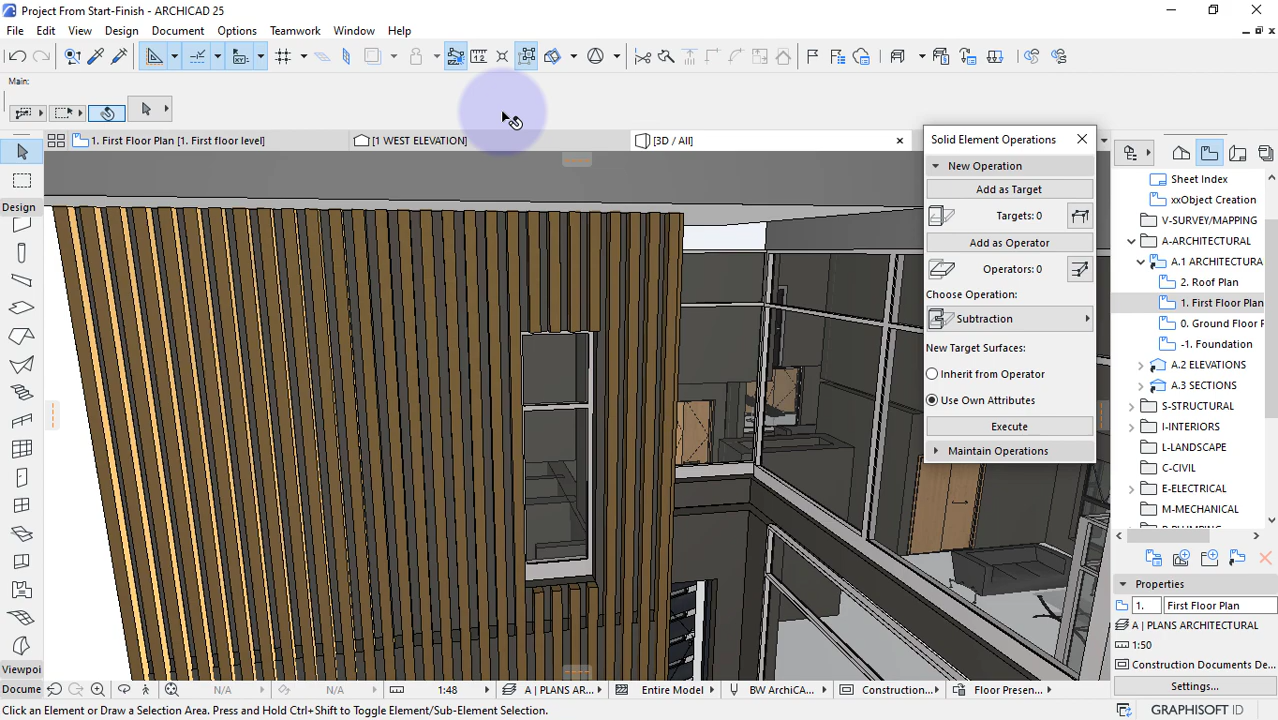 Project From Start-Finish - ARCHICAD 25
File Edit View Design Document Options Teamwork Window Help
Main:
1. First Floor Plan [1. First floor level]
[1 WEST ELEVATION]
[3D / All]
Design
Viewpoi
Docume
Solid Element Operations
New Operation
Add as Target
Targets: 0
Add as Operator
Operators: 0
Choose Operation:
Subtraction
New Target Surfaces:
Inherit from Operator
Use Own Attributes
Execute
Maintain Operations
Sheet Index
xxObject Creation
V-SURVEY/MAPPING
A-ARCHITECTURAL
A.1 ARCHITECTURA
2. Roof Plan
1. First Floor Plan
0. Ground Floor P
-1. Foundation
A.2 ELEVATIONS
A.3 SECTIONS
S-STRUCTURAL
I-INTERIORS
L-LANDSCAPE
C-CIVIL
E-ELECTRICAL
M-MECHANICAL
Properties
1. First Floor Plan
A | PLANS ARCHITECTURAL
1:50
Construction Documents De...
Settings...
N/A N/A 1:48 A | PLANS AR... Entire Model BW ArchiCA... Construction... Floor Presen...
Click an Element or Draw a Selection Area. Press and Hold Ctrl+Shift to Toggle Element/Sub-Element Selection.
GRAPHISOFT ID